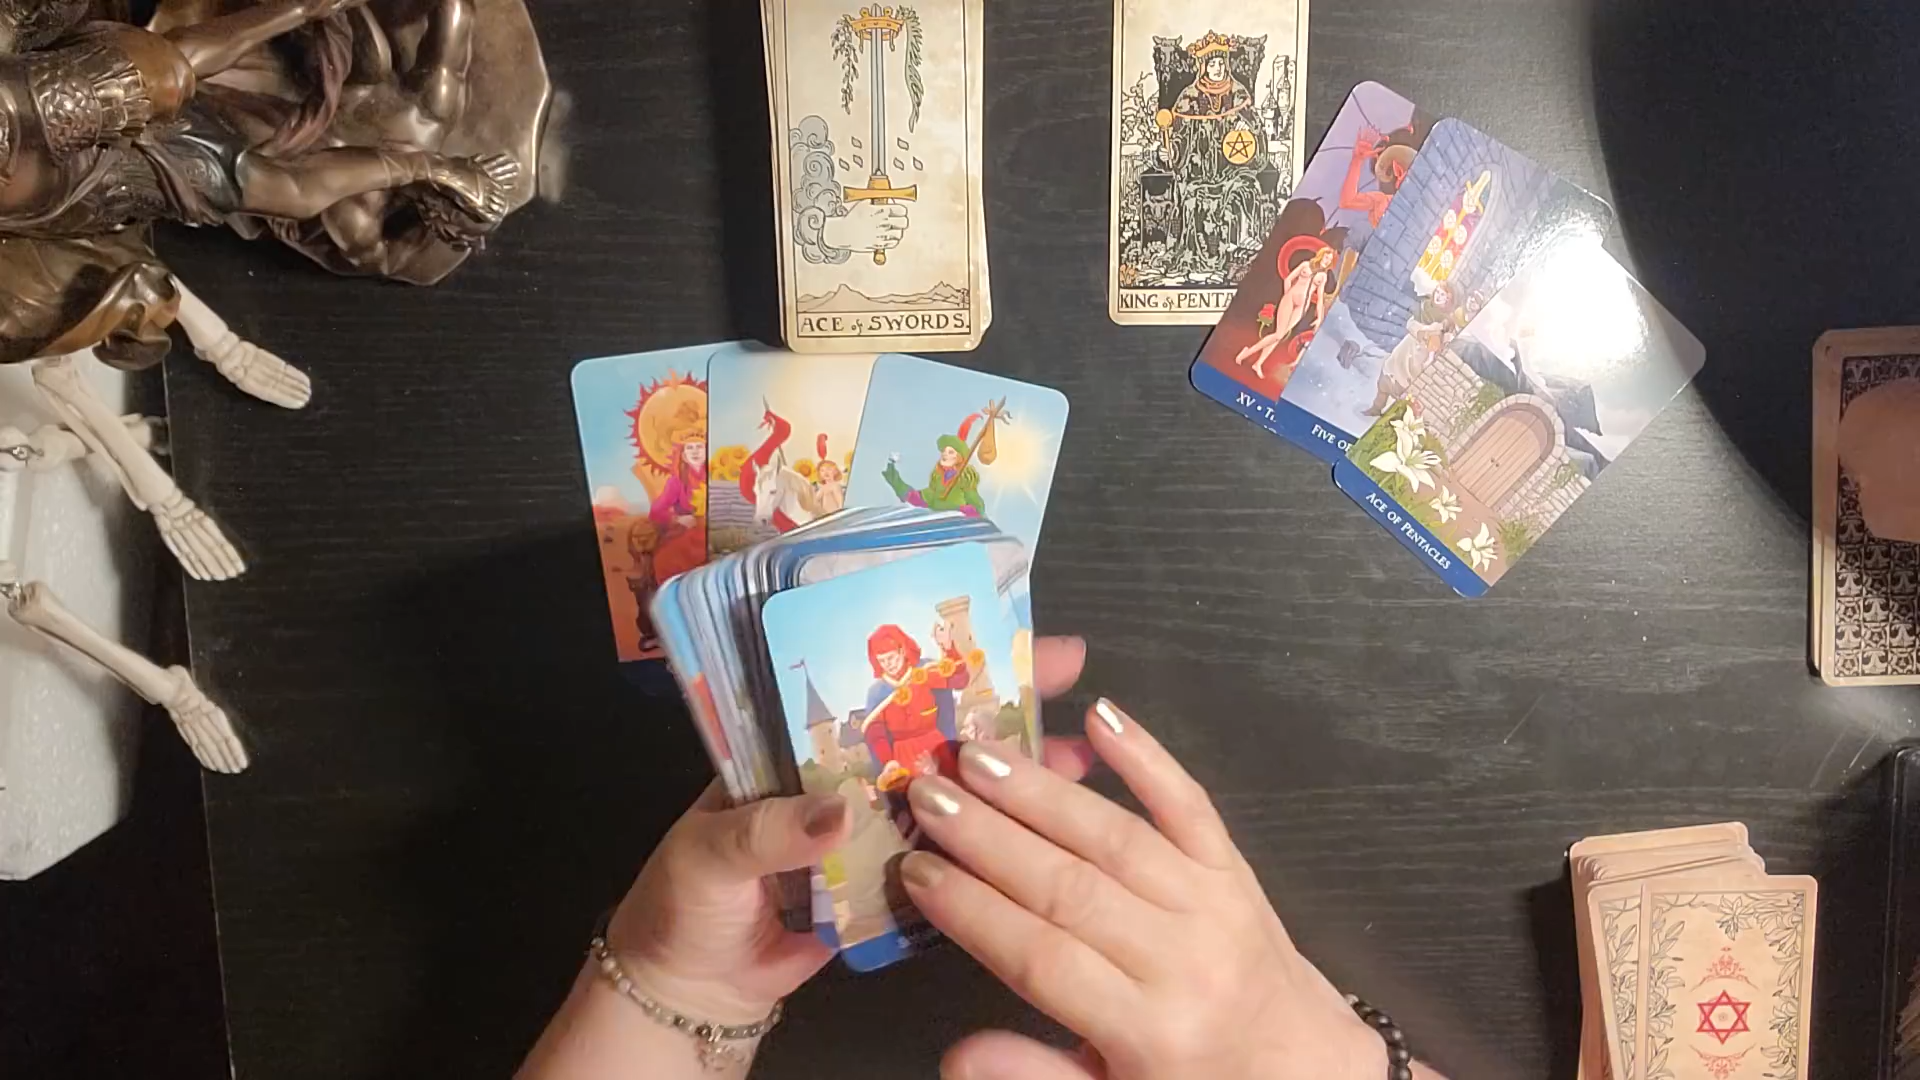 ACE of SWORDS.
KING of PENTA
XV • T
FIVE OF
ACE OF PENTACLES